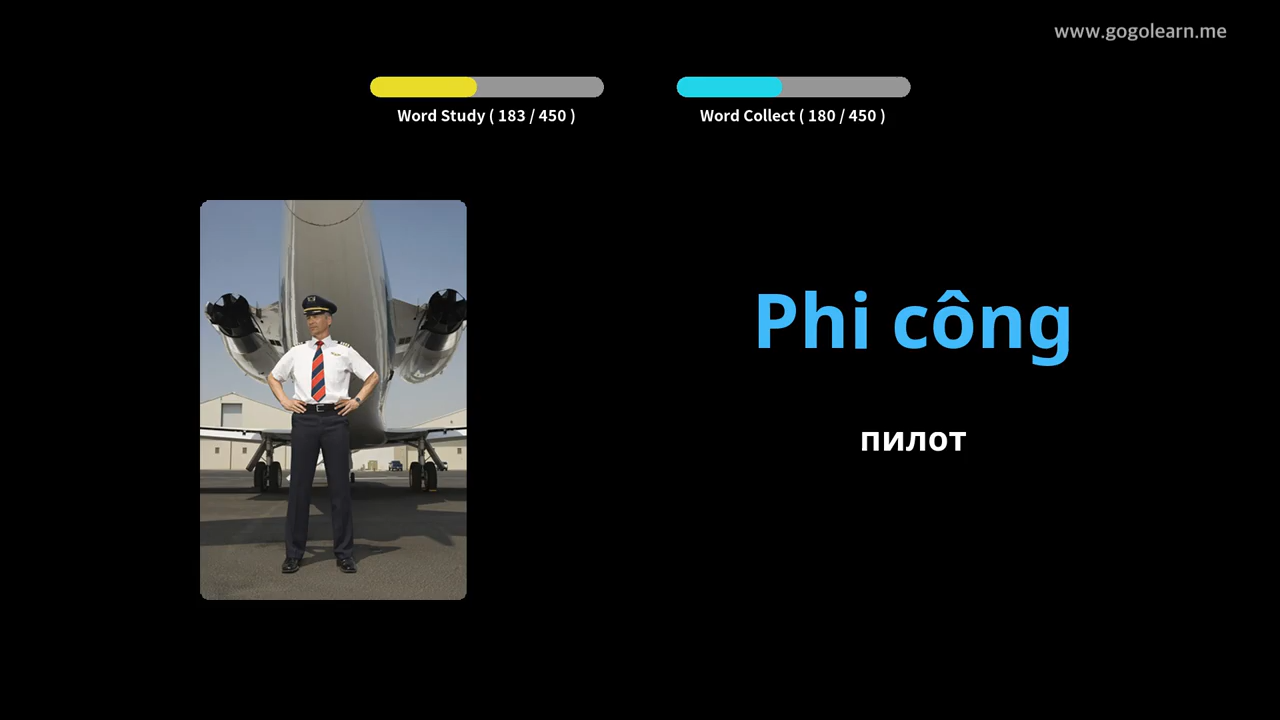 www.gogolearn.me
Word Study ( 183 / 450 )
Word Collect ( 180 / 450 )
Phi công
пилот